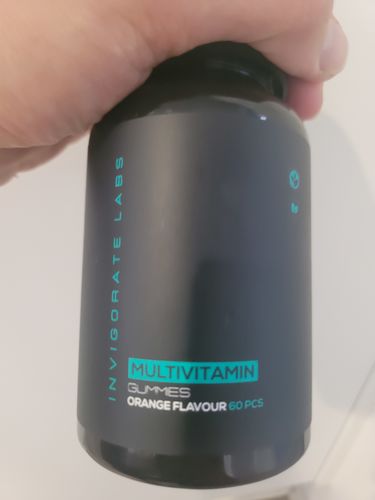 INVIGORATE LABS
MULTIVITAMIN
GUMMIES
ORANGE FLAVOUR 60 PCS